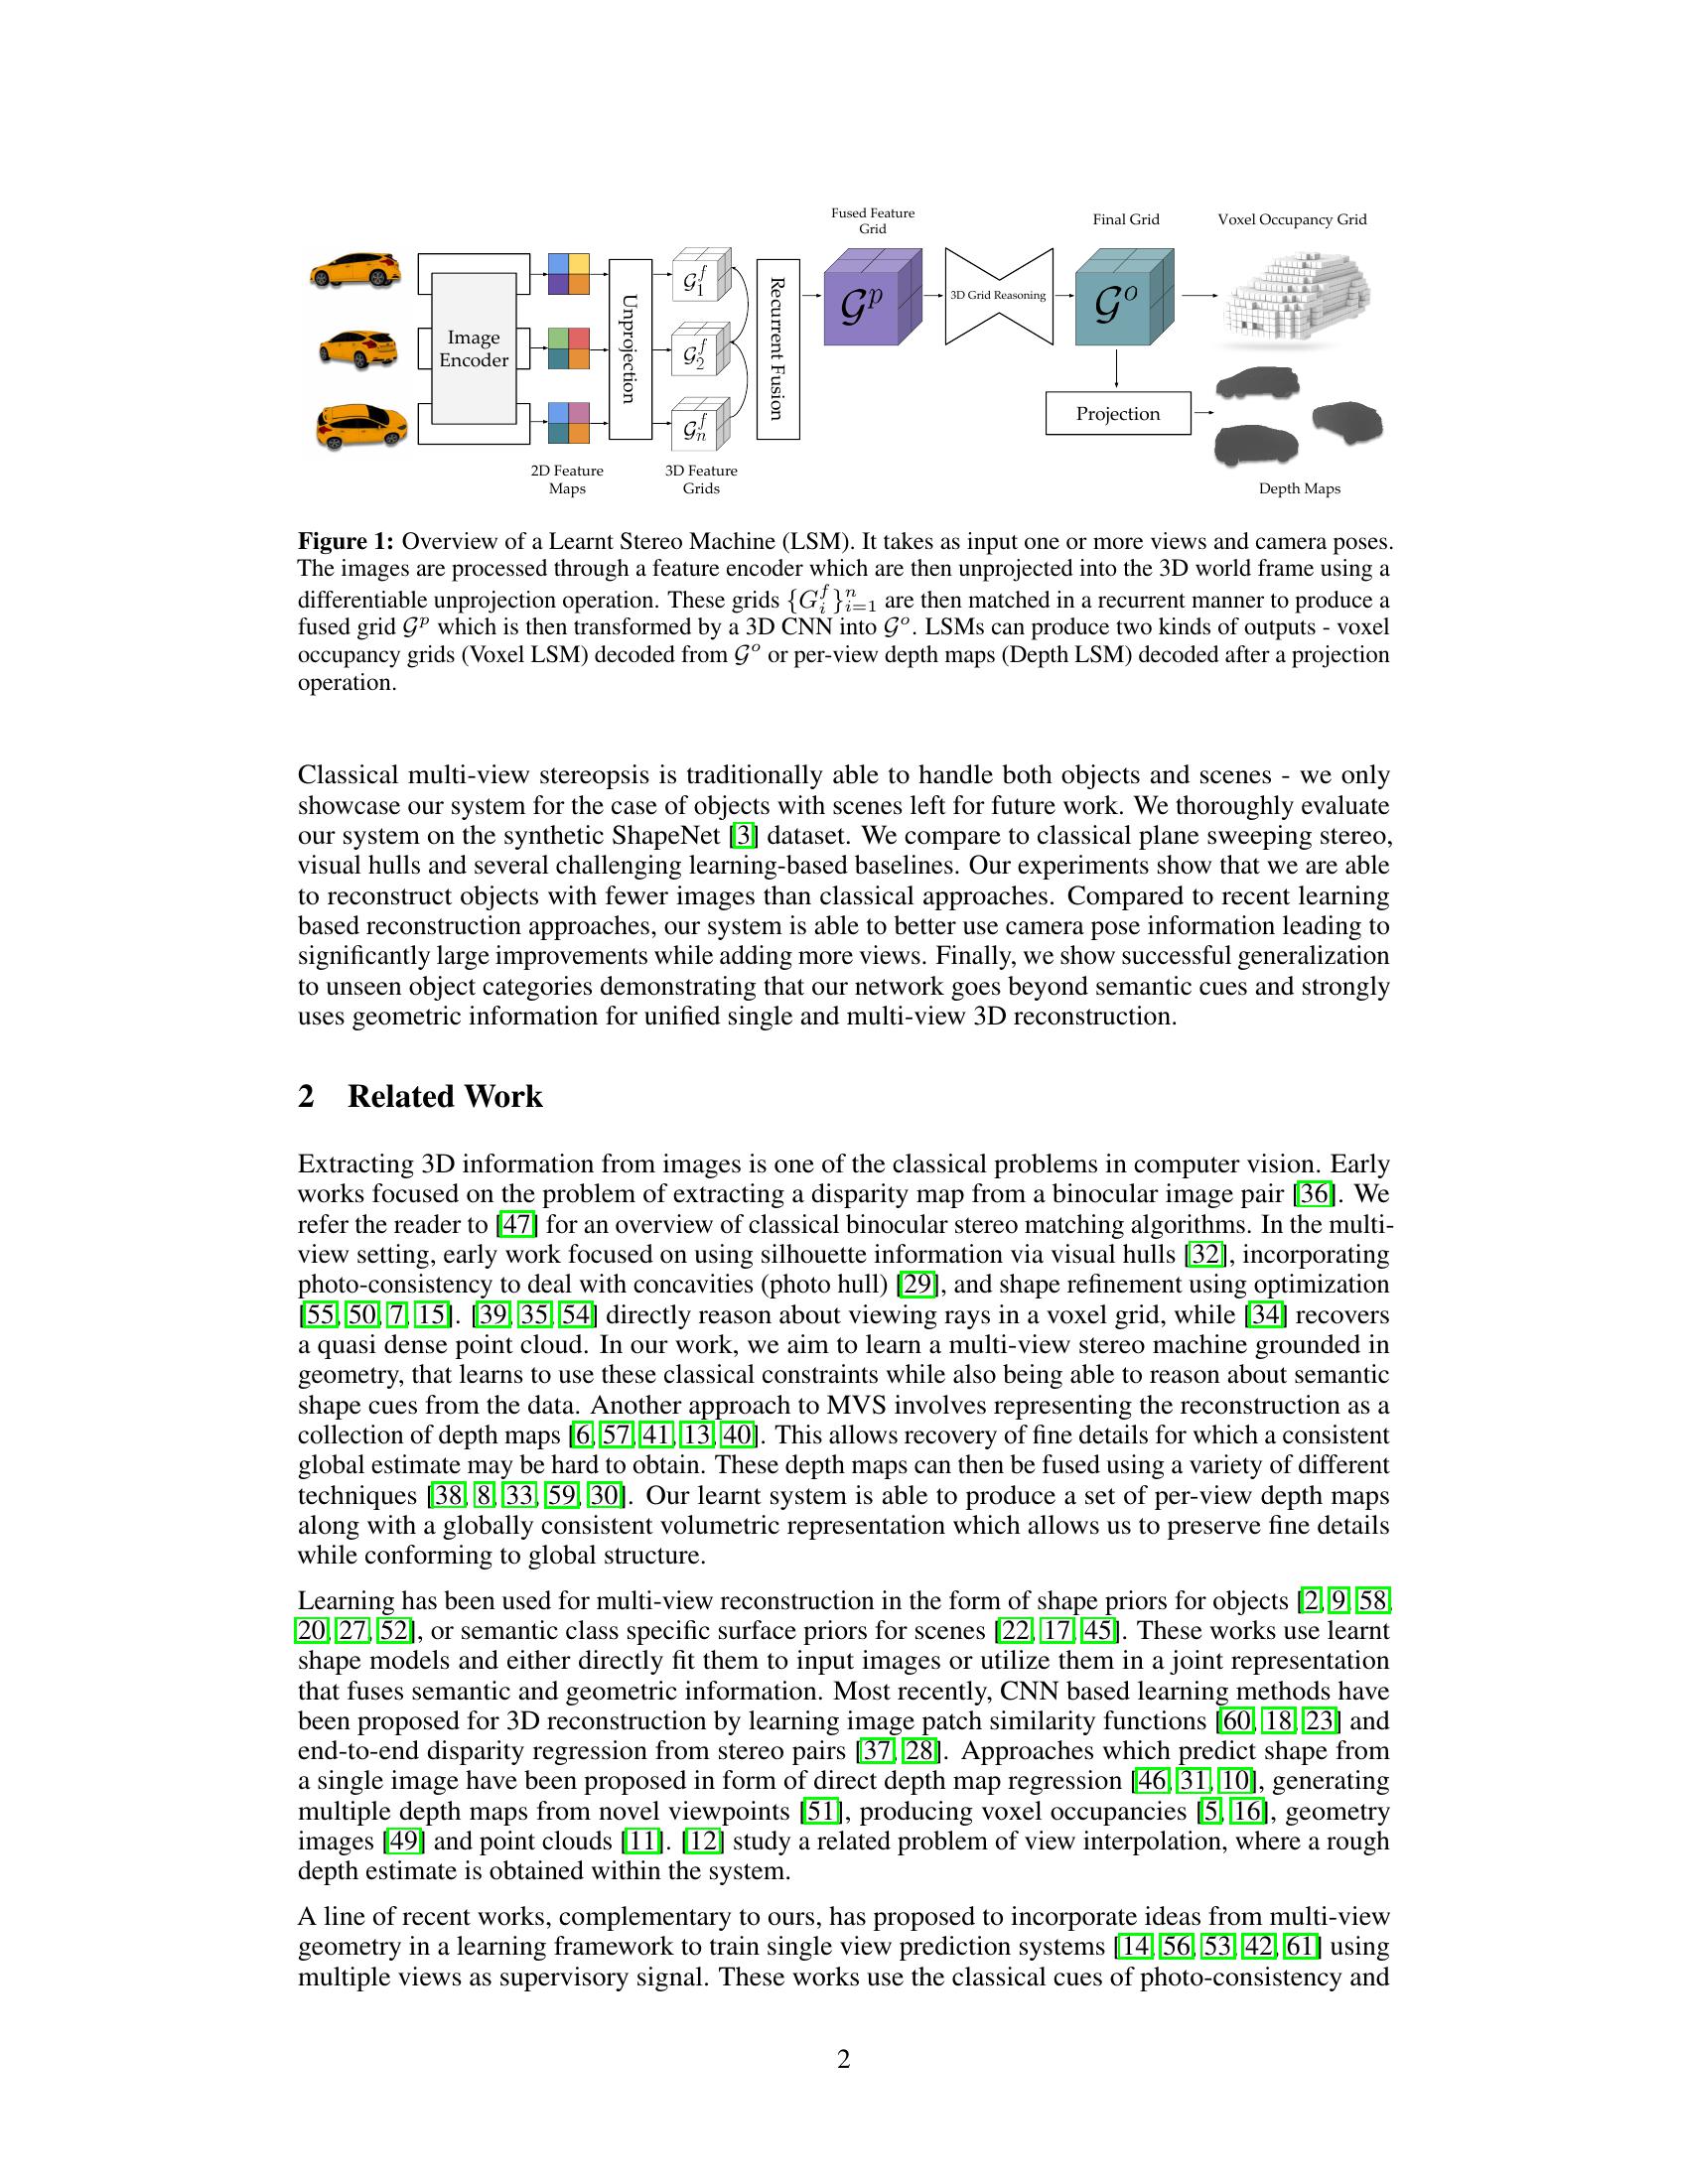 Fused Feature
Grid
Final Grid
Voxel Occupancy Grid
Image
Encoder
Unprojection
𝒢₁ᶠ
𝒢₂ᶠ
𝒢ₙᶠ
Recurrent Fusion
𝒢ᵖ
3D Grid Reasoning
𝒢ᵒ
Projection
2D Feature
Maps
3D Feature
Grids
Depth Maps
Figure 1: Overview of a Learnt Stereo Machine (LSM). It takes as input one or more views and camera poses.
The images are processed through a feature encoder which are then unprojected into the 3D world frame using a
differentiable unprojection operation. These grids {Gᵢᶠ}ⁿᵢ₌₁ are then matched in a recurrent manner to produce a
fused grid 𝒢ᵖ which is then transformed by a 3D CNN into 𝒢ᵒ. LSMs can produce two kinds of outputs - voxel
occupancy grids (Voxel LSM) decoded from 𝒢ᵒ or per-view depth maps (Depth LSM) decoded after a projection
operation.
Classical multi-view stereopsis is traditionally able to handle both objects and scenes - we only
showcase our system for the case of objects with scenes left for future work. We thoroughly evaluate
our system on the synthetic ShapeNet [3] dataset. We compare to classical plane sweeping stereo,
visual hulls and several challenging learning-based baselines. Our experiments show that we are able
to reconstruct objects with fewer images than classical approaches. Compared to recent learning
based reconstruction approaches, our system is able to better use camera pose information leading to
significantly large improvements while adding more views. Finally, we show successful generalization
to unseen object categories demonstrating that our network goes beyond semantic cues and strongly
uses geometric information for unified single and multi-view 3D reconstruction.
2 Related Work
Extracting 3D information from images is one of the classical problems in computer vision. Early
works focused on the problem of extracting a disparity map from a binocular image pair [36]. We
refer the reader to [47] for an overview of classical binocular stereo matching algorithms. In the multi-
view setting, early work focused on using silhouette information via visual hulls [32], incorporating
photo-consistency to deal with concavities (photo hull) [29], and shape refinement using optimization
[55, 50, 7, 15]. [39, 35, 54] directly reason about viewing rays in a voxel grid, while [34] recovers
a quasi dense point cloud. In our work, we aim to learn a multi-view stereo machine grounded in
geometry, that learns to use these classical constraints while also being able to reason about semantic
shape cues from the data. Another approach to MVS involves representing the reconstruction as a
collection of depth maps [6, 57, 41, 13, 40]. This allows recovery of fine details for which a consistent
global estimate may be hard to obtain. These depth maps can then be fused using a variety of different
techniques [38, 8, 33, 59, 30]. Our learnt system is able to produce a set of per-view depth maps
along with a globally consistent volumetric representation which allows us to preserve fine details
while conforming to global structure.
Learning has been used for multi-view reconstruction in the form of shape priors for objects [2, 9, 58,
20, 27, 52], or semantic class specific surface priors for scenes [22, 17, 45]. These works use learnt
shape models and either directly fit them to input images or utilize them in a joint representation
that fuses semantic and geometric information. Most recently, CNN based learning methods have
been proposed for 3D reconstruction by learning image patch similarity functions [60, 18, 23] and
end-to-end disparity regression from stereo pairs [37, 28]. Approaches which predict shape from
a single image have been proposed in form of direct depth map regression [46, 31, 10], generating
multiple depth maps from novel viewpoints [51], producing voxel occupancies [5, 16], geometry
images [49] and point clouds [11]. [12] study a related problem of view interpolation, where a rough
depth estimate is obtained within the system.
A line of recent works, complementary to ours, has proposed to incorporate ideas from multi-view
geometry in a learning framework to train single view prediction systems [14, 56, 53, 42, 61] using
multiple views as supervisory signal. These works use the classical cues of photo-consistency and
2